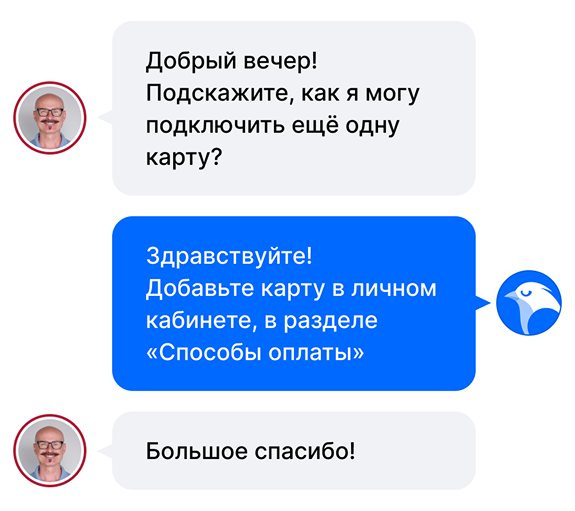 Добрый вечер!
Подскажите, как я могу
подключить ещё одну
карту?
Здравствуйте!
Добавьте карту в личном
кабинете, в разделе
«Способы оплаты»
Большое спасибо!